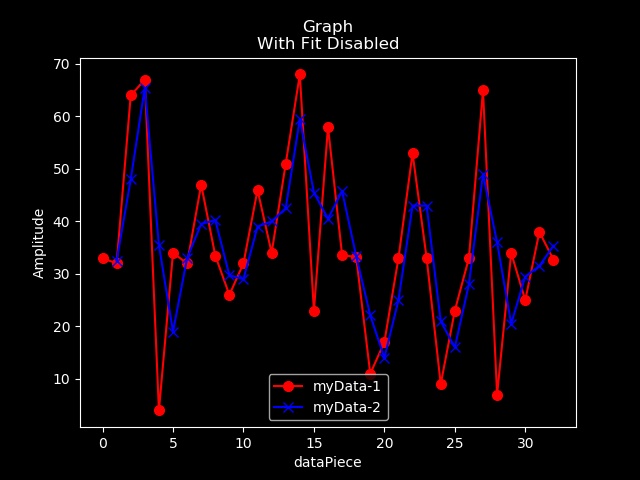 Graph
With Fit Disabled
70
60
50
40
30
20
10
Amplitude
myData-1
myData-2
0 5 10 15 20 25 30
dataPiece